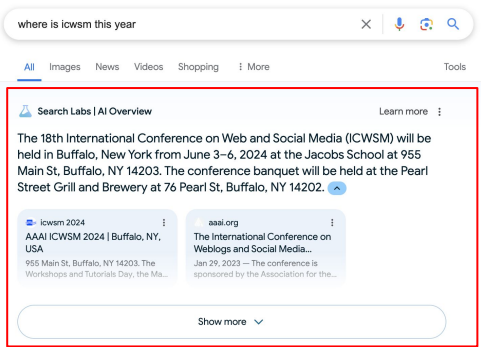 where is icwsm this year
All Images News Videos Shopping More Tools
Search Labs | AI Overview Learn more
The 18th International Conference on Web and Social Media (ICWSM) will be
held in Buffalo, New York from June 3–6, 2024 at the Jacobs School at 955
Main St, Buffalo, NY 14203. The conference banquet will be held at the Pearl
Street Grill and Brewery at 76 Pearl St, Buffalo, NY 14202.
icwsm 2024
AAAI ICWSM 2024 | Buffalo, NY,
USA
955 Main St, Buffalo, NY 14203. The
Workshops and Tutorials Day, the Ma...
aaai.org
The International Conference on
Weblogs and Social Media...
Jan 29, 2023 — The conference is
sponsored by the Association for the...
Show more